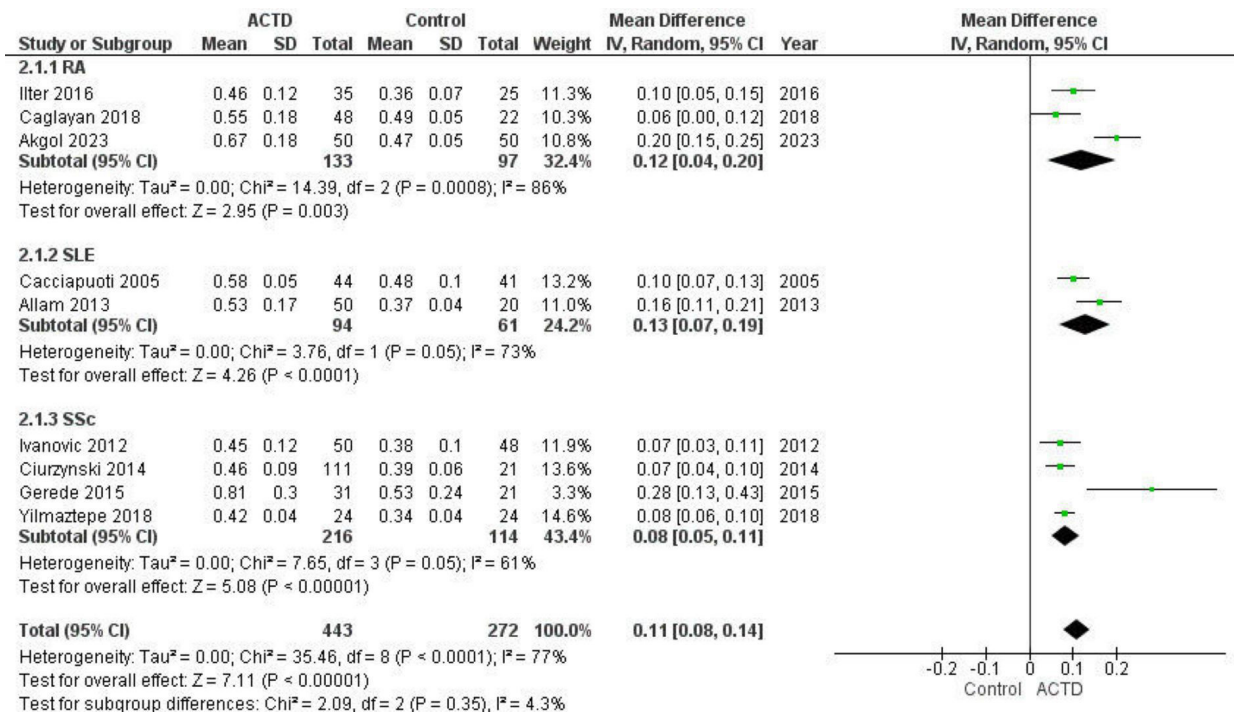 ACTD Control Mean Difference Mean Difference
Study or Subgroup Mean SD Total Mean SD Total Weight IV, Random, 95% CI Year IV, Random, 95% CI
2.1.1 RA
Ilter 2016 0.46 0.12 35 0.36 0.07 25 11.3% 0.10 [0.05, 0.15] 2016
Caglayan 2018 0.55 0.18 48 0.49 0.05 22 10.3% 0.06 [0.00, 0.12] 2018
Akgol 2023 0.67 0.18 50 0.47 0.05 50 10.8% 0.20 [0.15, 0.25] 2023
Subtotal (95% CI) 133 97 32.4% 0.12 [0.04, 0.20]
Heterogeneity: Tau² = 0.00; Chi² = 14.39, df = 2 (P = 0.0008); I² = 86%
Test for overall effect: Z = 2.95 (P = 0.003)
2.1.2 SLE
Cacciapuoti 2005 0.58 0.05 44 0.48 0.1 41 13.2% 0.10 [0.07, 0.13] 2005
Allam 2013 0.53 0.17 50 0.37 0.04 20 11.0% 0.16 [0.11, 0.21] 2013
Subtotal (95% CI) 94 61 24.2% 0.13 [0.07, 0.19]
Heterogeneity: Tau² = 0.00; Chi² = 3.76, df = 1 (P = 0.05); I² = 73%
Test for overall effect: Z = 4.26 (P < 0.0001)
2.1.3 SSc
Ivanovic 2012 0.45 0.12 50 0.38 0.1 48 11.9% 0.07 [0.03, 0.11] 2012
Ciurzynski 2014 0.46 0.09 111 0.39 0.06 21 13.6% 0.07 [0.04, 0.10] 2014
Gerede 2015 0.81 0.3 31 0.53 0.24 21 3.3% 0.28 [0.13, 0.43] 2015
Yilmaztepe 2018 0.42 0.04 24 0.34 0.04 24 14.6% 0.08 [0.06, 0.10] 2018
Subtotal (95% CI) 216 114 43.4% 0.08 [0.05, 0.11]
Heterogeneity: Tau² = 0.00; Chi² = 7.65, df = 3 (P = 0.05); I² = 61%
Test for overall effect: Z = 5.08 (P < 0.00001)
Total (95% CI) 443 272 100.0% 0.11 [0.08, 0.14]
Heterogeneity: Tau² = 0.00; Chi² = 35.46, df = 8 (P < 0.0001); I² = 77%
Test for overall effect: Z = 7.11 (P < 0.00001)
Test for subgroup differences: Chi² = 2.09, df = 2 (P = 0.35), I² = 4.3%
-0.2 -0.1 0 0.1 0.2
Control ACTD